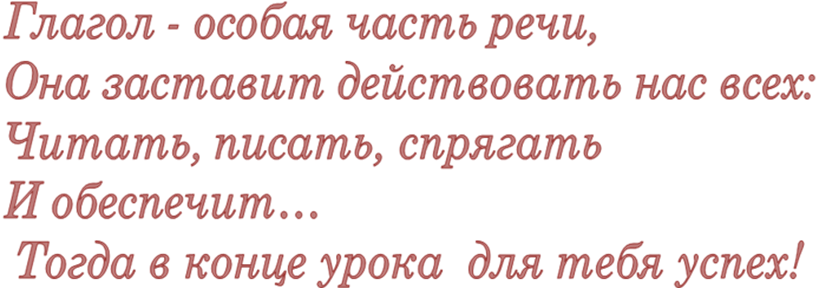 Глагол - особая часть речи,
Она заставит действовать нас всех:
Читать, писать, спрягать
И обеспечит...
Тогда в конце урока для тебя успех!